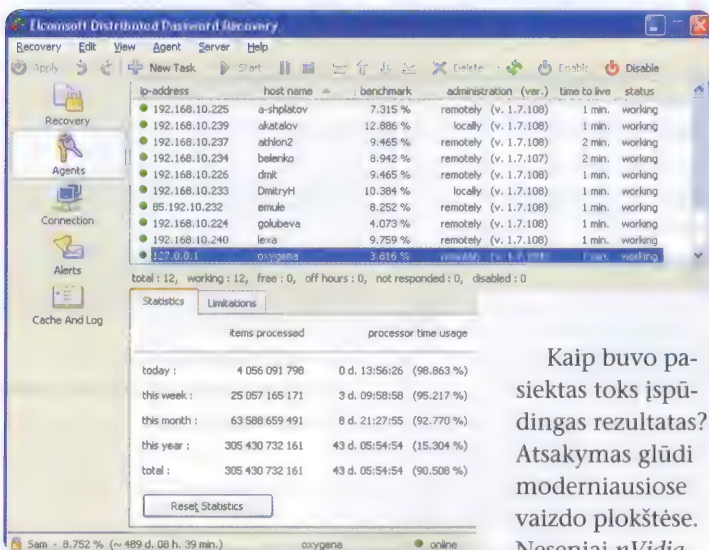 Elcomsoft Distributed Password Recovery
Recovery Edit View Agent Server Help
Apply New Task Start Delete Enable Disable
Recovery
Agents
Connection
Alerts
Cache And Log
ip-address host name benchmark administration (ver.) time to live status
192.168.10.225 a-shplatov 7.315 % remotely (v. 1.7.108) 1 min. working
192.168.10.239 akatalov 12.886 % locally (v. 1.7.108) 1 min. working
192.168.10.237 athlon2 9.465 % remotely (v. 1.7.108) 2 min. working
192.168.10.234 belenko 8.942 % remotely (v. 1.7.107) 2 min. working
192.168.10.226 dmit 9.465 % remotely (v. 1.7.108) 1 min. working
192.168.10.233 DmitryH 10.384 % locally (v. 1.7.108) 1 min. working
85.192.10.232 emule 8.252 % remotely (v. 1.7.108) 1 min. working
192.168.10.224 golubeva 4.073 % remotely (v. 1.7.108) 1 min. working
192.168.10.240 lexa 9.759 % remotely (v. 1.7.108) 1 min. working
127.0.0.1 oxygena 3.616 % working
total : 12, working : 12, free : 0, off hours : 0, not responded : 0, disabled : 0
Statistics Limitations
items processed processor time usage
today : 4 056 091 798 0 d. 13:56:26 (98.863 %)
this week : 25 057 165 171 3 d. 09:58:58 (95.217 %)
this month : 63 588 659 491 8 d. 21:27:55 (92.770 %)
this year : 305 430 732 161 43 d. 05:54:54 (15.304 %)
total : 305 430 732 161 43 d. 05:54:54 (90.508 %)
Reset Statistics
Sam - 8.752 % (~ 489 d. 08 h. 39 min.) oxygena online
Kaip buvo pa-
siektas toks įspū-
dingas rezultatas?
Atsakymas glūdi
moderniausiose
vaizdo plokštėse.
Neseniai nVidia